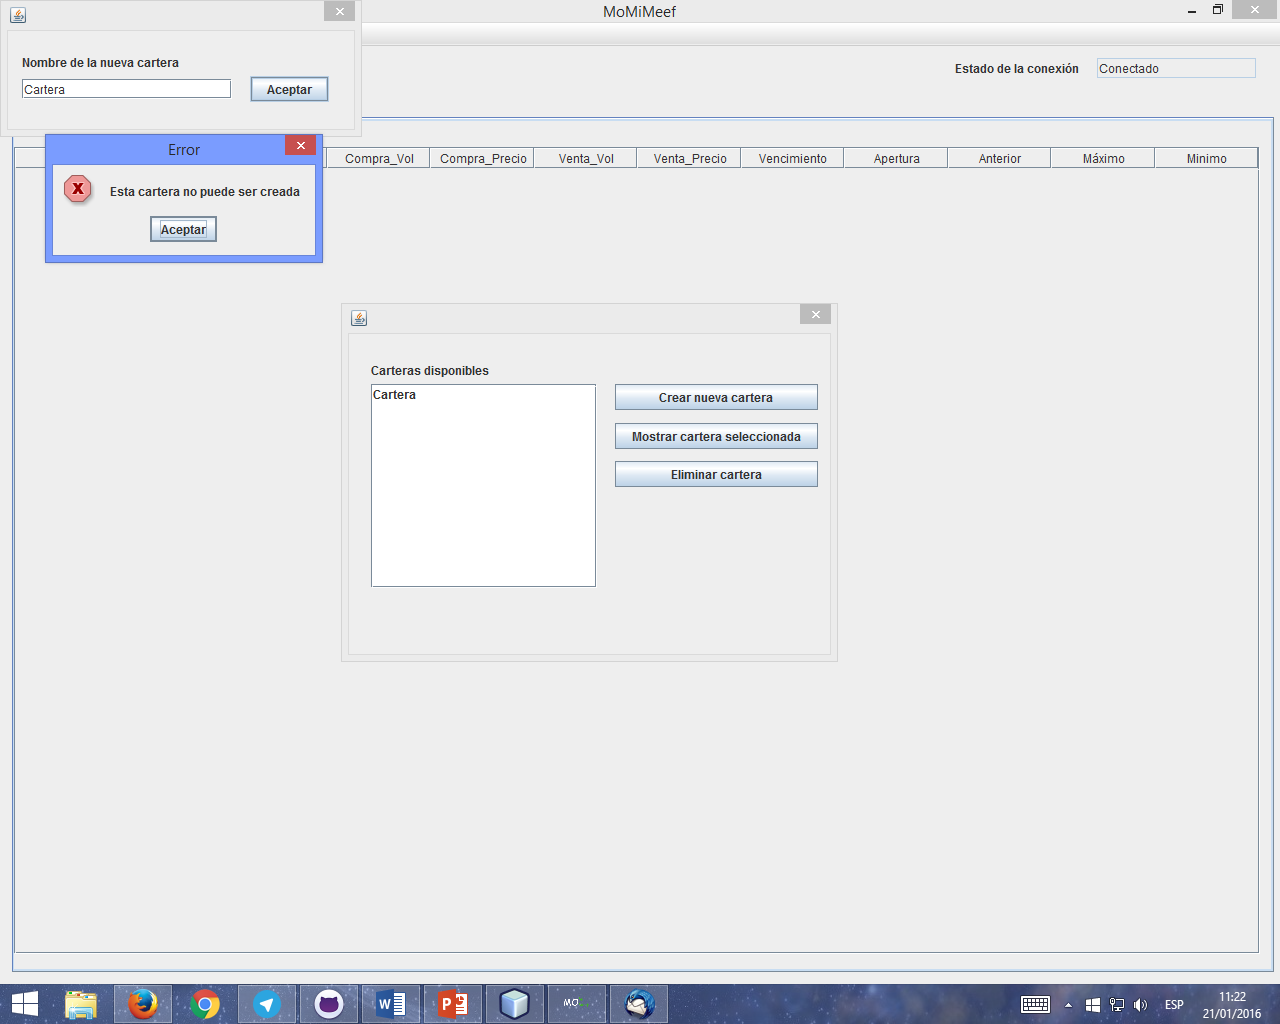 MoMiMeef
Nombre de la nueva cartera
Cartera
Aceptar
Estado de la conexión
Conectado
Error
Esta cartera no puede ser creada
Aceptar
Compra_Vol
Compra_Precio
Venta_Vol
Venta_Precio
Vencimiento
Apertura
Anterior
Máximo
Minimo
Carteras disponibles
Cartera
Crear nueva cartera
Mostrar cartera seleccionada
Eliminar cartera
ESP
11:22
21/01/2016